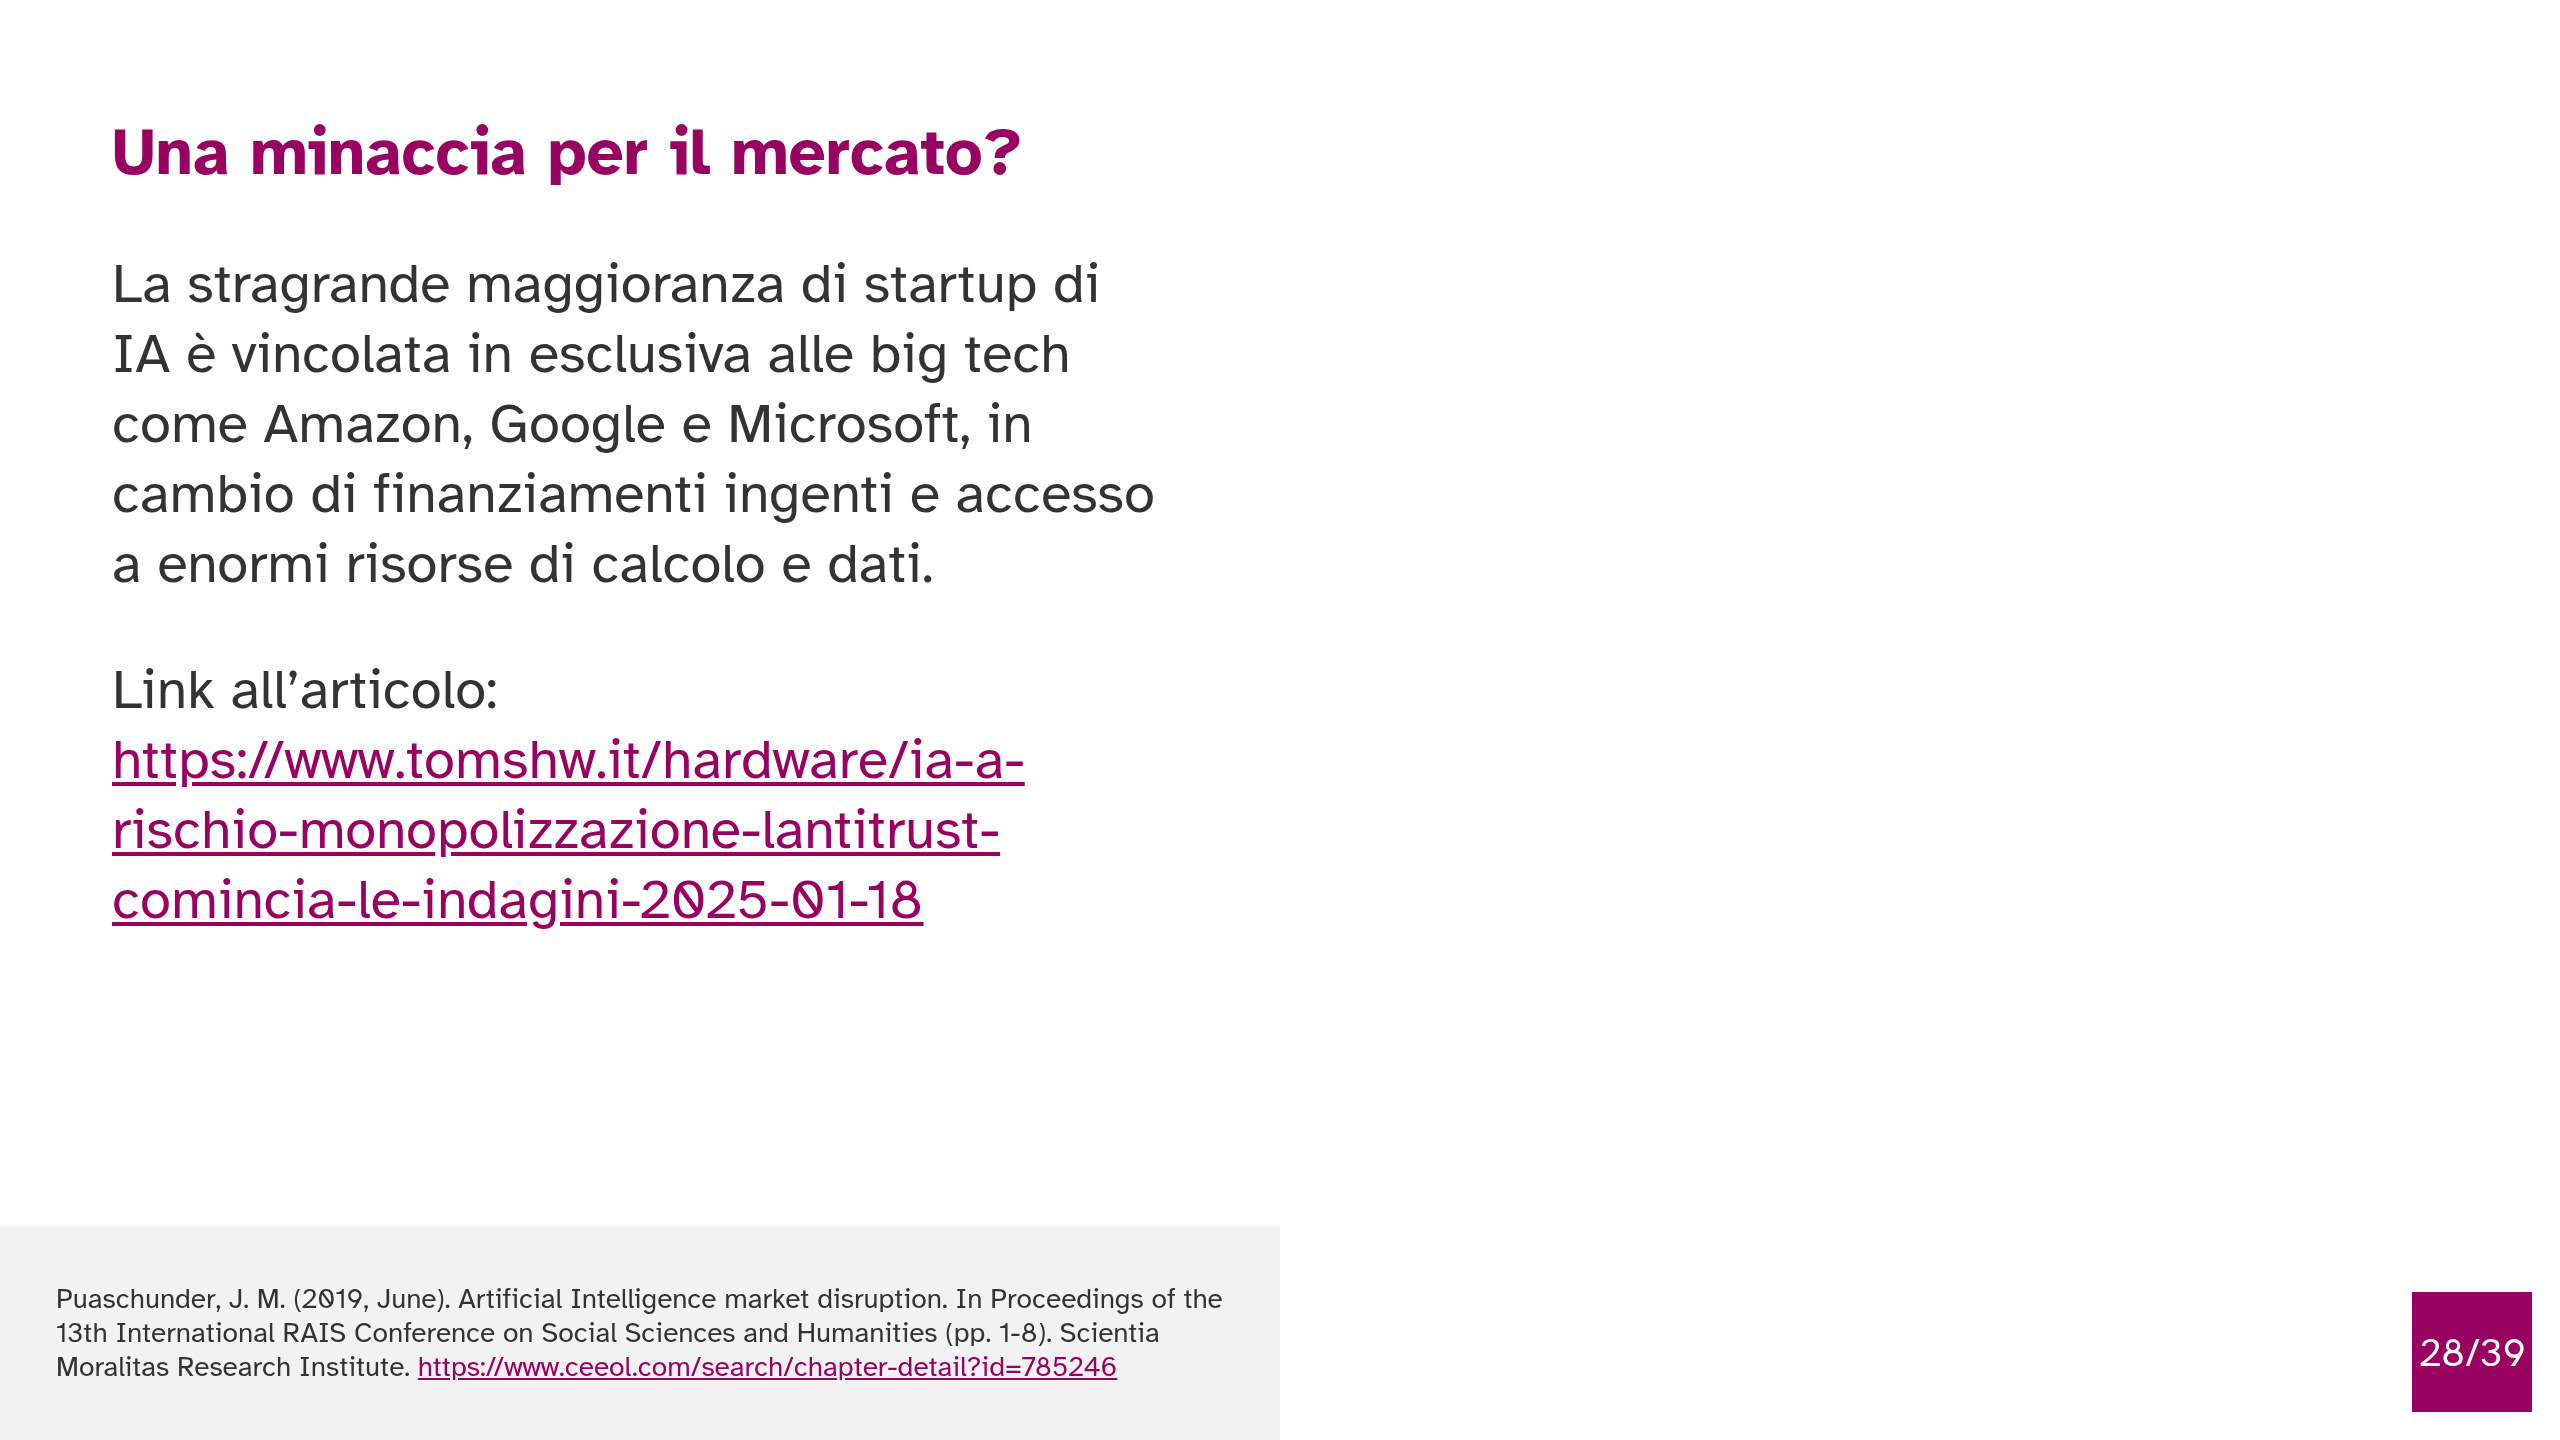 Una minaccia per il mercato?
La stragrande maggioranza di startup di
IA è vincolata in esclusiva alle big tech
come Amazon, Google e Microsoft, in
cambio di finanziamenti ingenti e accesso
a enormi risorse di calcolo e dati.
Link all’articolo:
https://www.tomshw.it/hardware/ia-a-
rischio-monopolizzazione-lantitrust-
comincia-le-indagini-2025-01-18
Puaschunder, J. M. (2019, June). Artificial Intelligence market disruption. In Proceedings of the
13th International RAIS Conference on Social Sciences and Humanities (pp. 1-8). Scientia
Moralitas Research Institute. https://www.ceeol.com/search/chapter-detail?id=785246
28/39